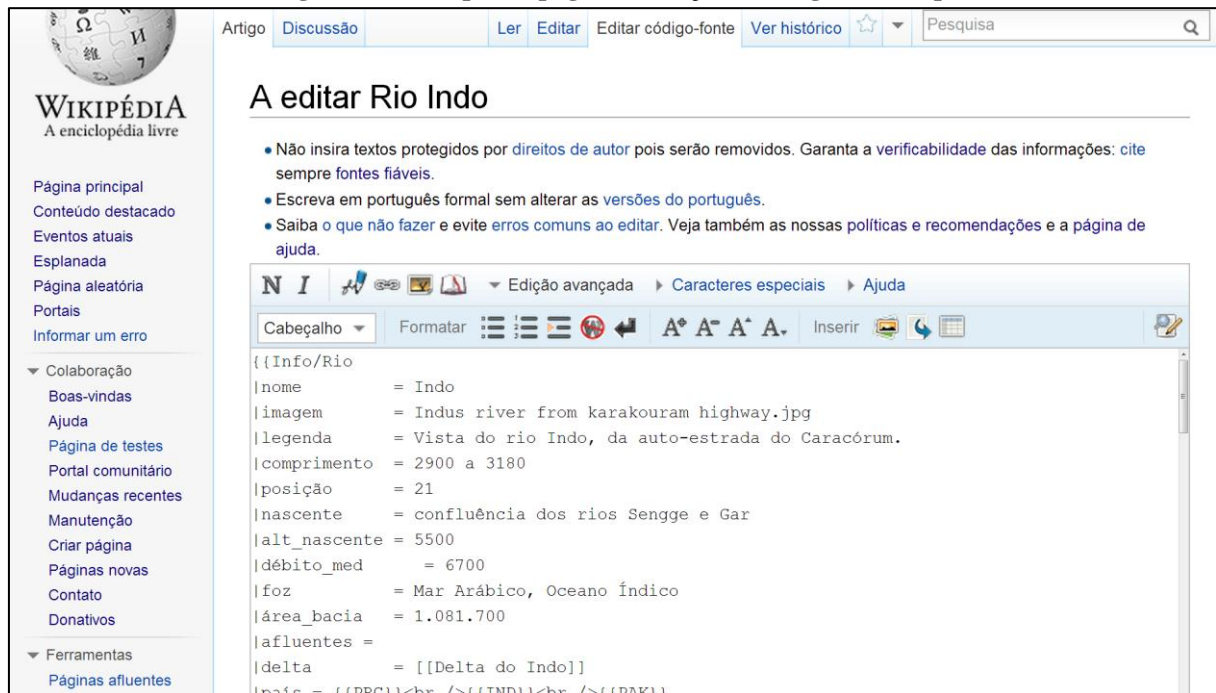 Ω И
維 7
WIKIPÉDIA
A enciclopédia livre
Página principal
Conteúdo destacado
Eventos atuais
Esplanada
Página aleatória
Portais
Informar um erro
Colaboração
Boas-vindas
Ajuda
Página de testes
Portal comunitário
Mudanças recentes
Manutenção
Criar página
Páginas novas
Contato
Donativos
Ferramentas
Páginas afluentes
Artigo Discussão Ler Editar Editar código-fonte Ver histórico Pesquisa
A editar Rio Indo
Não insira textos protegidos por direitos de autor pois serão removidos. Garanta a verificabilidade das informações: cite
sempre fontes fiáveis.
Escreva em português formal sem alterar as versões do português.
Saiba o que não fazer e evite erros comuns ao editar. Veja também as nossas políticas e recomendações e a página de
ajuda.
N I Edição avançada Caracteres especiais Ajuda
Cabeçalho Formatar A A A A Inserir
{{Info/Rio
|nome = Indo
|imagem = Indus river from karakouram highway.jpg
|legenda = Vista do rio Indo, da auto-estrada do Caracórum.
|comprimento = 2900 a 3180
|posição = 21
|nascente = confluência dos rios Sengge e Gar
|alt_nascente = 5500
|débito_med = 6700
|foz = Mar Arábico, Oceano Índico
|área_bacia = 1.081.700
|afluentes =
|delta = [[Delta do Indo]]
|país = {{PRC}}<br />{{IND}}<br />{{PAK}}